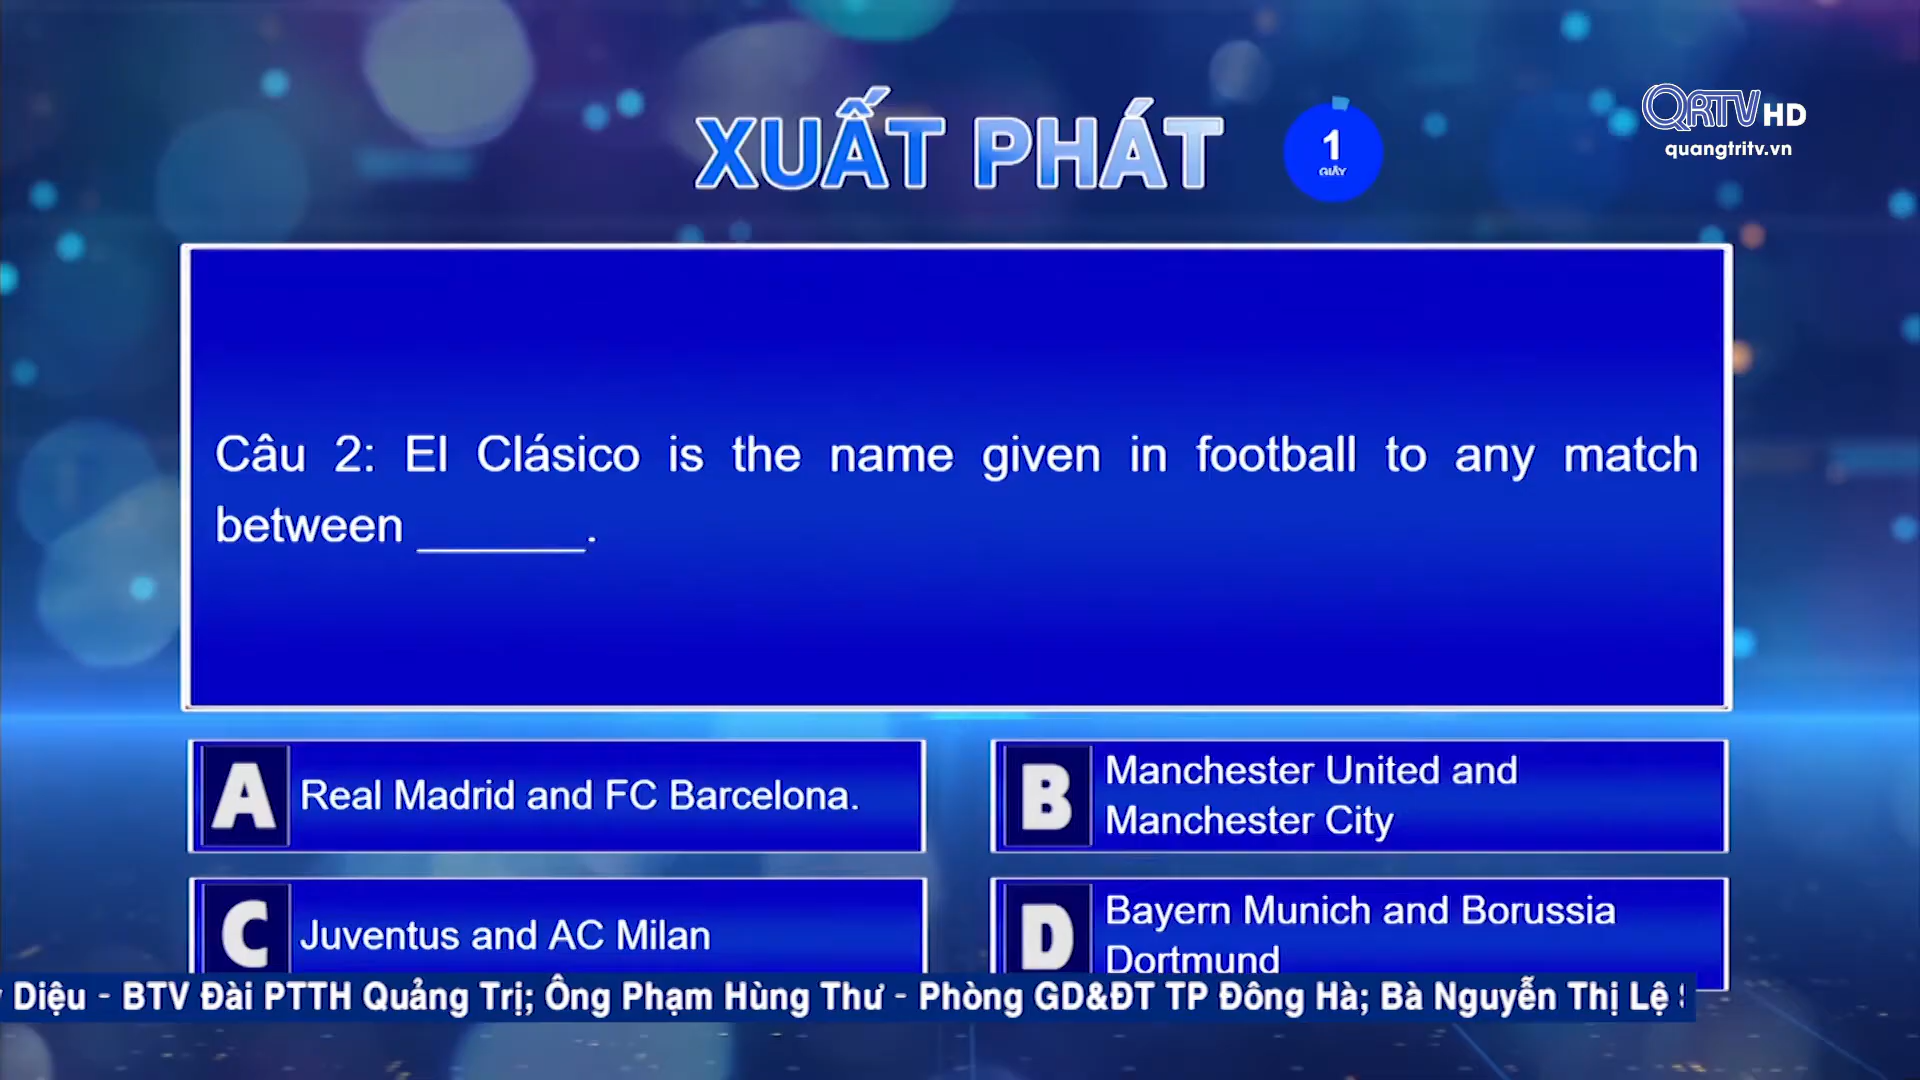 XUẤT PHÁT
1
GIÂY
QRTV HD
quangtritv.vn
Câu 2: El Clásico is the name given in football to any match
between _______.
A Real Madrid and FC Barcelona.
B Manchester United and
Manchester City
C Juventus and AC Milan
D Bayern Munich and Borussia
Dortmund
Diệu - BTV Đài PTTH Quảng Trị; Ông Phạm Hùng Thư - Phòng GD&ĐT TP Đông Hà; Bà Nguyễn Thị Lệ